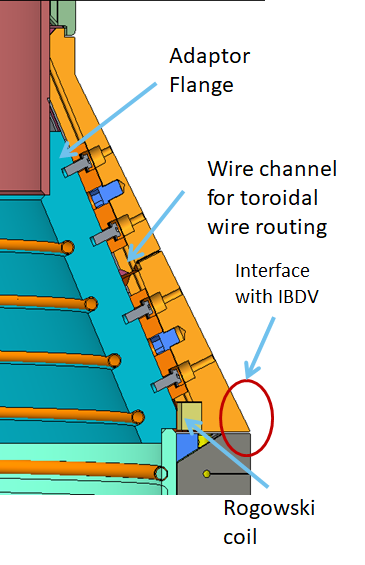 Adaptor
Flange
Wire channel
for toroidal
wire routing
Interface
with IBDV
Rogowski
coil